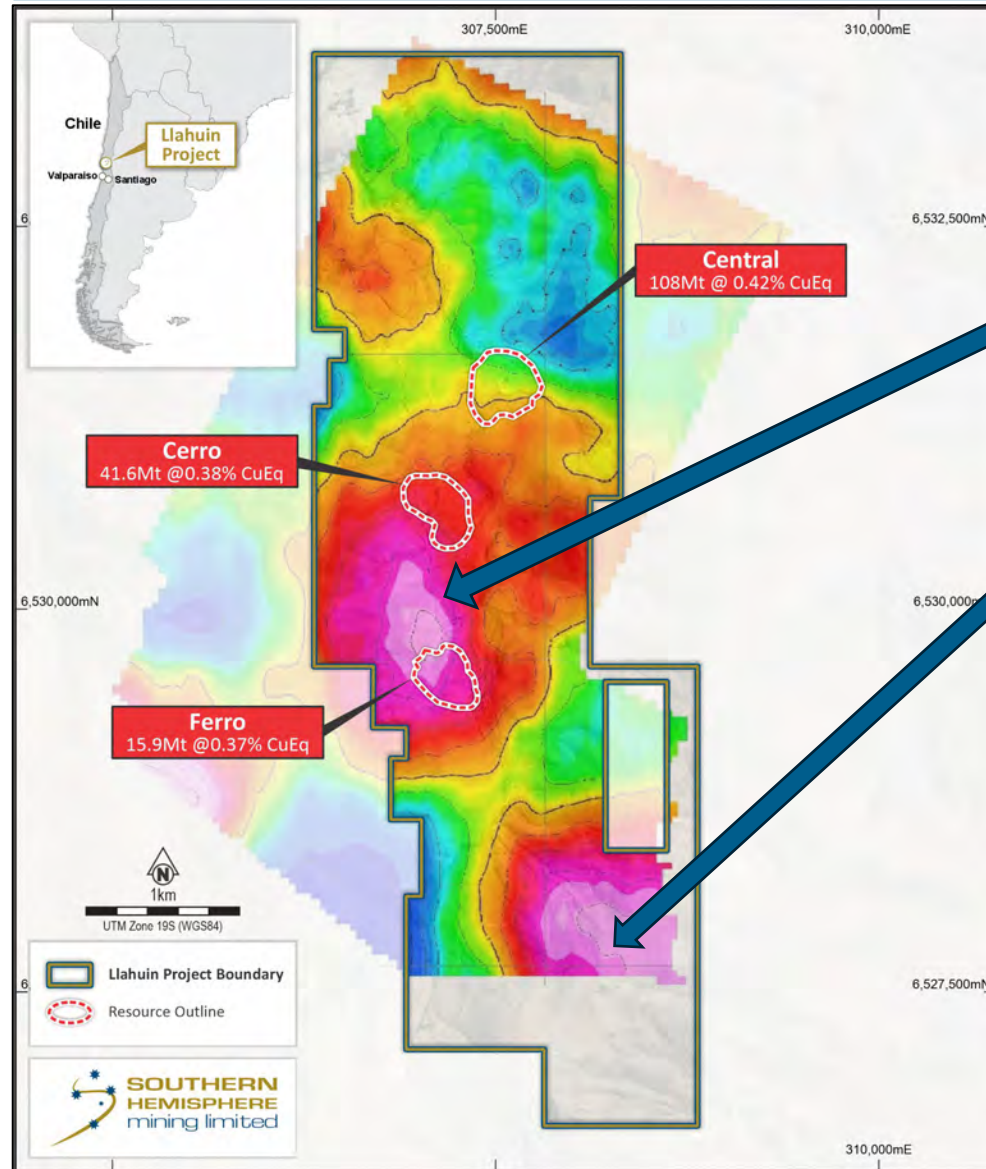 307,500mE
310,000mE
Chile
Llahuin
Project
Valparaiso
Santiago
6,532,500mN
Central
108Mt @ 0.42% CuEq
Cerro
41.6Mt @0.38% CuEq
6,530,000mN
6,530,000mN
Ferro
15.9Mt @0.37% CuEq
N
1km
UTM Zone 19S (WGS84)
Llahuin Project Boundary
Resource Outline
6,527,500mN
SOUTHERN
HEMISPHERE
mining limited
310,000mE